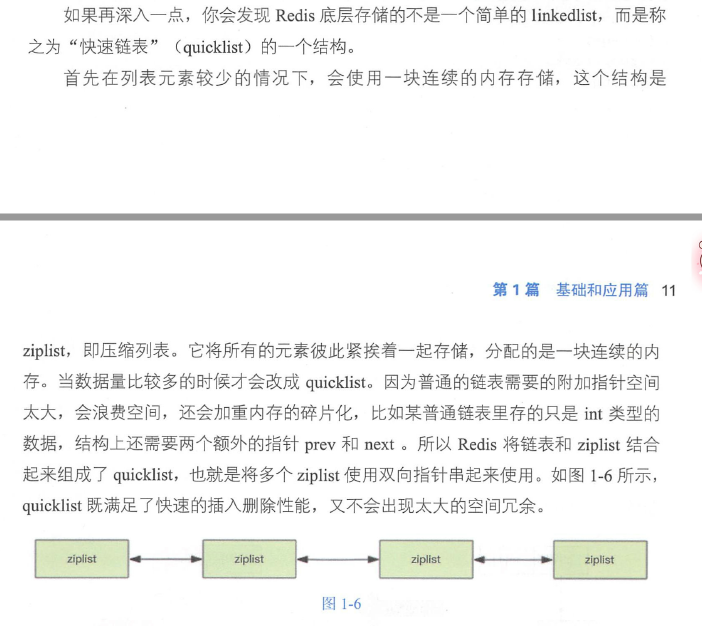 如果再深入一点，你会发现 Redis 底层存储的不是一个简单的 linkedlist，而是称
之为“快速链表”（quicklist）的一个结构。
首先在列表元素较少的情况下，会使用一块连续的内存存储，这个结构是
第 1 篇 基础和应用篇 11
ziplist，即压缩列表。它将所有的元素彼此紧挨着一起存储，分配的是一块连续的内
存。当数据量比较多的时候才会改成 quicklist。因为普通的链表需要的附加指针空间
太大，会浪费空间，还会加重内存的碎片化，比如某普通链表里存的只是 int 类型的
数据，结构上还需要两个额外的指针 prev 和 next 。所以 Redis 将链表和 ziplist 结合
起来组成了 quicklist，也就是将多个 ziplist 使用双向指针串起来使用。如图 1-6 所示，
quicklist 既满足了快速的插入删除性能，又不会出现太大的空间冗余。
ziplist ziplist ziplist ziplist
图 1-6